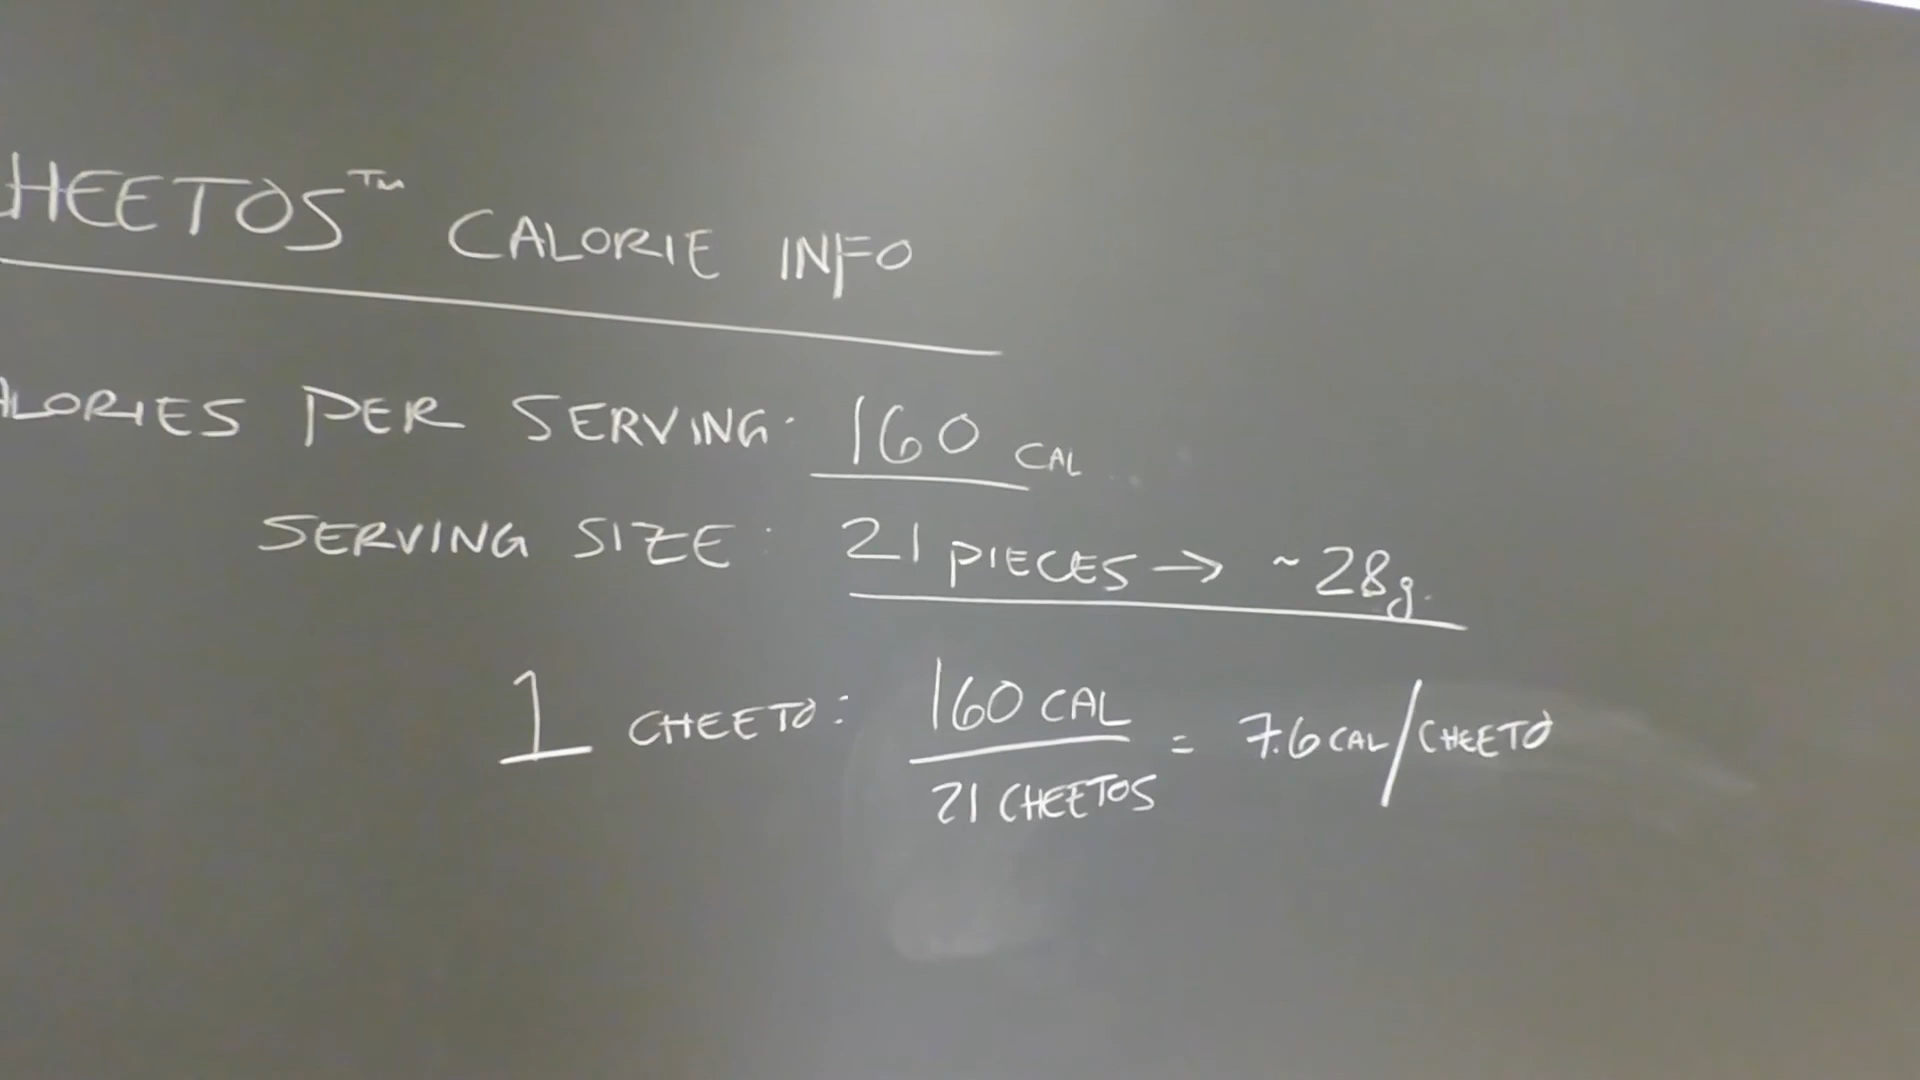 HEETOS™ CALORIE INFO
ALORIES PER SERVING: 160 CAL
SERVING SIZE: 21 PIECES → ~28g.
1 CHEETO: 160 CAL / 21 CHEETOS = 7.6 CAL/CHEETO